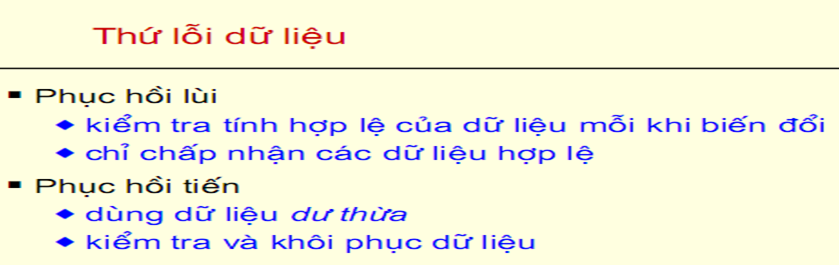 Thứ lỗi dữ liệu
Phục hồi lùi
kiểm tra tính hợp lệ của dữ liệu mỗi khi biến đổi
chỉ chấp nhận các dữ liệu hợp lệ
Phục hồi tiến
dùng dữ liệu dư thừa
kiểm tra và khôi phục dữ liệu